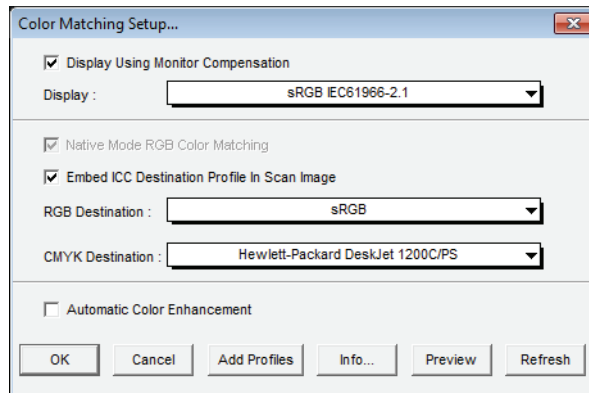 Color Matching Setup...
Display Using Monitor Compensation
Display : sRGB IEC61966-2.1
Native Mode RGB Color Matching
Embed ICC Destination Profile In Scan Image
RGB Destination : sRGB
CMYK Destination : Hewlett-Packard DeskJet 1200C/PS
Automatic Color Enhancement
OK Cancel Add Profiles Info... Preview Refresh